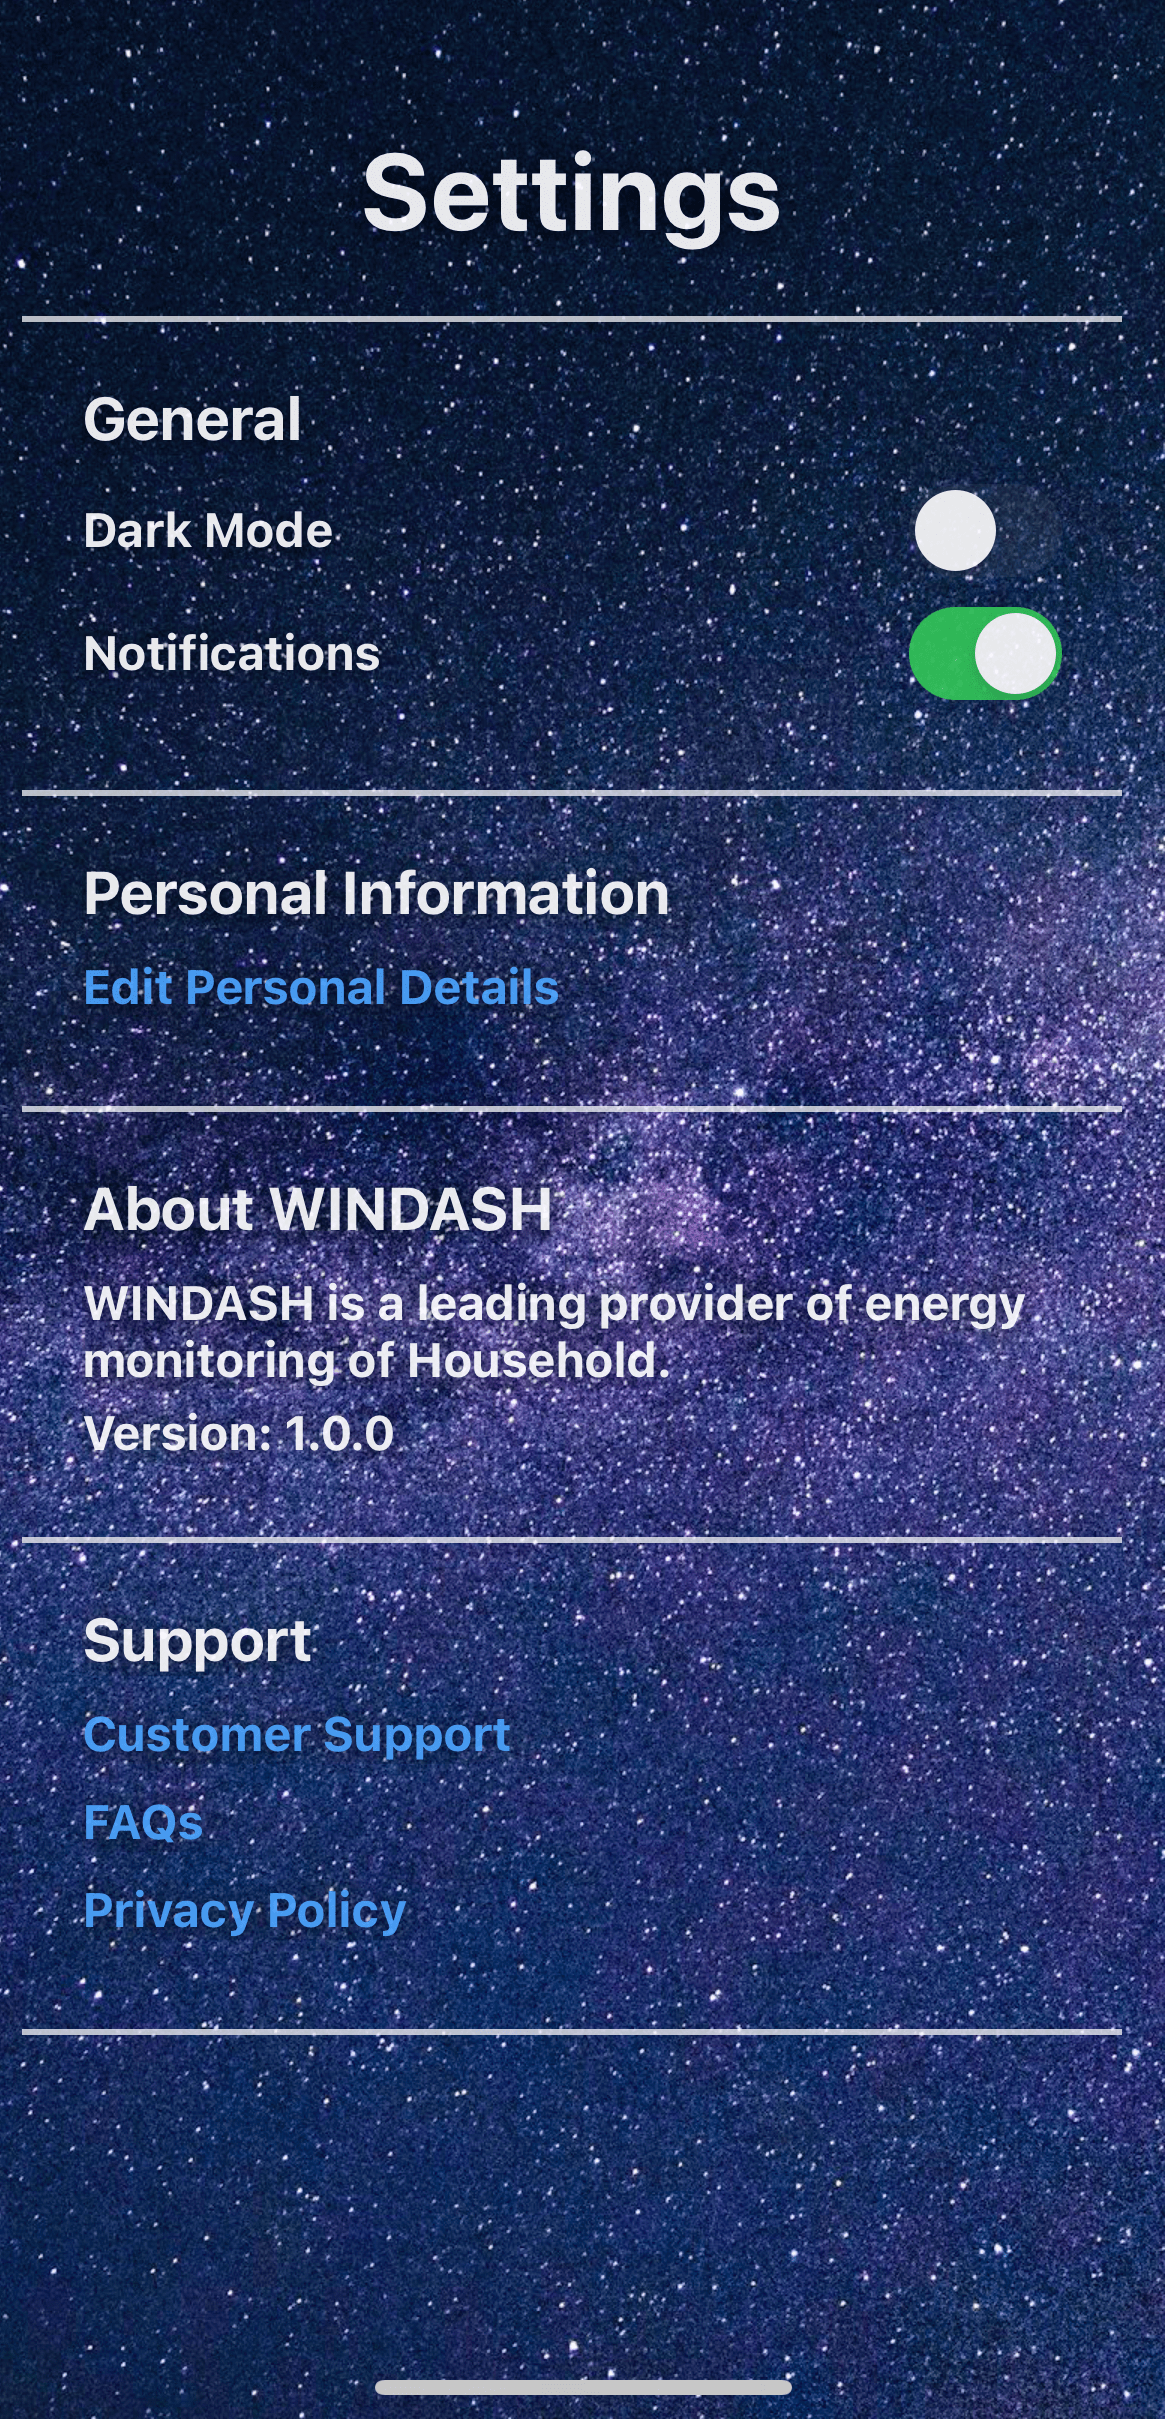 Settings
General
Dark Mode
Notifications
Personal Information
Edit Personal Details
About WINDASH
WINDASH is a leading provider of energy
monitoring of Household.
Version: 1.0.0
Support
Customer Support
FAQs
Privacy Policy